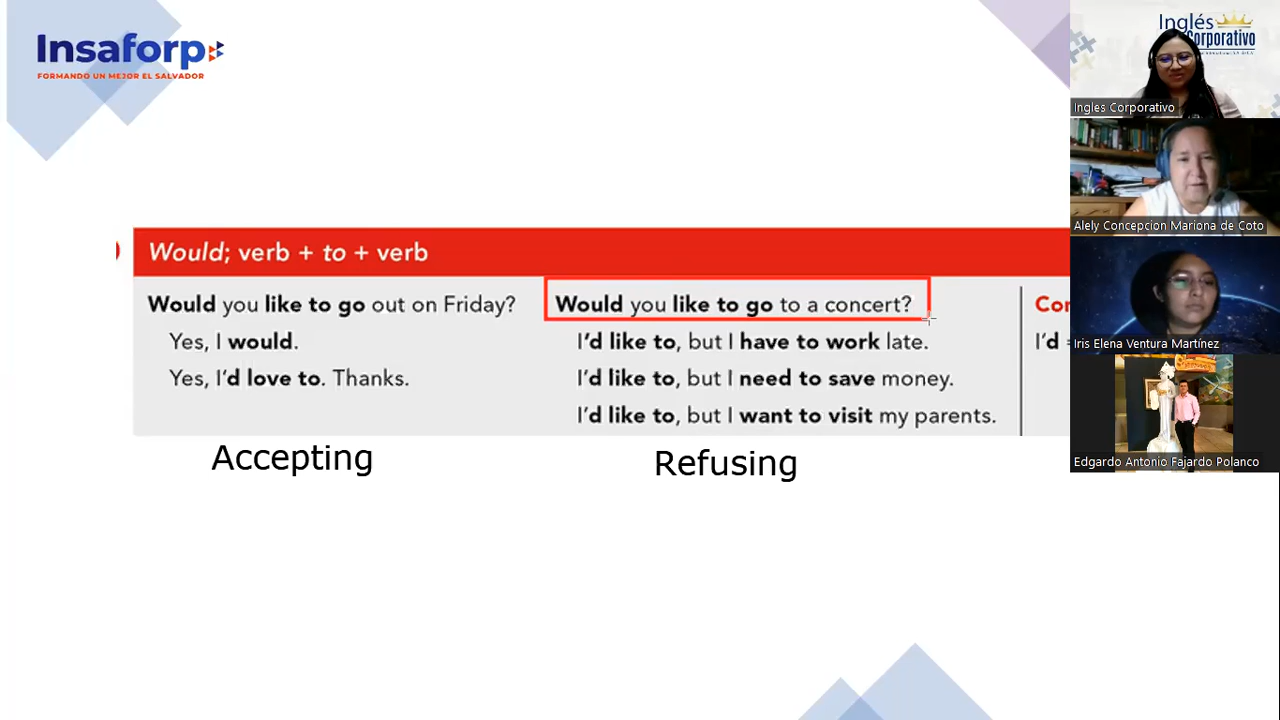 Insaforp
FORMANDO UN MEJOR EL SALVADOR
Would; verb + to + verb
Would you like to go out on Friday?
Yes, I would.
Yes, I'd love to. Thanks.
Accepting
Would you like to go to a concert?
I'd like to, but I have to work late.
I'd like to, but I need to save money.
I'd like to, but I want to visit my parents.
Refusing
Con
I'd
Inglés
Corporativo
Ingles Corporativo
Alely Concepcion Mariona de Coto
Iris Elena Ventura Martínez
Edgardo Antonio Fajardo Polanco